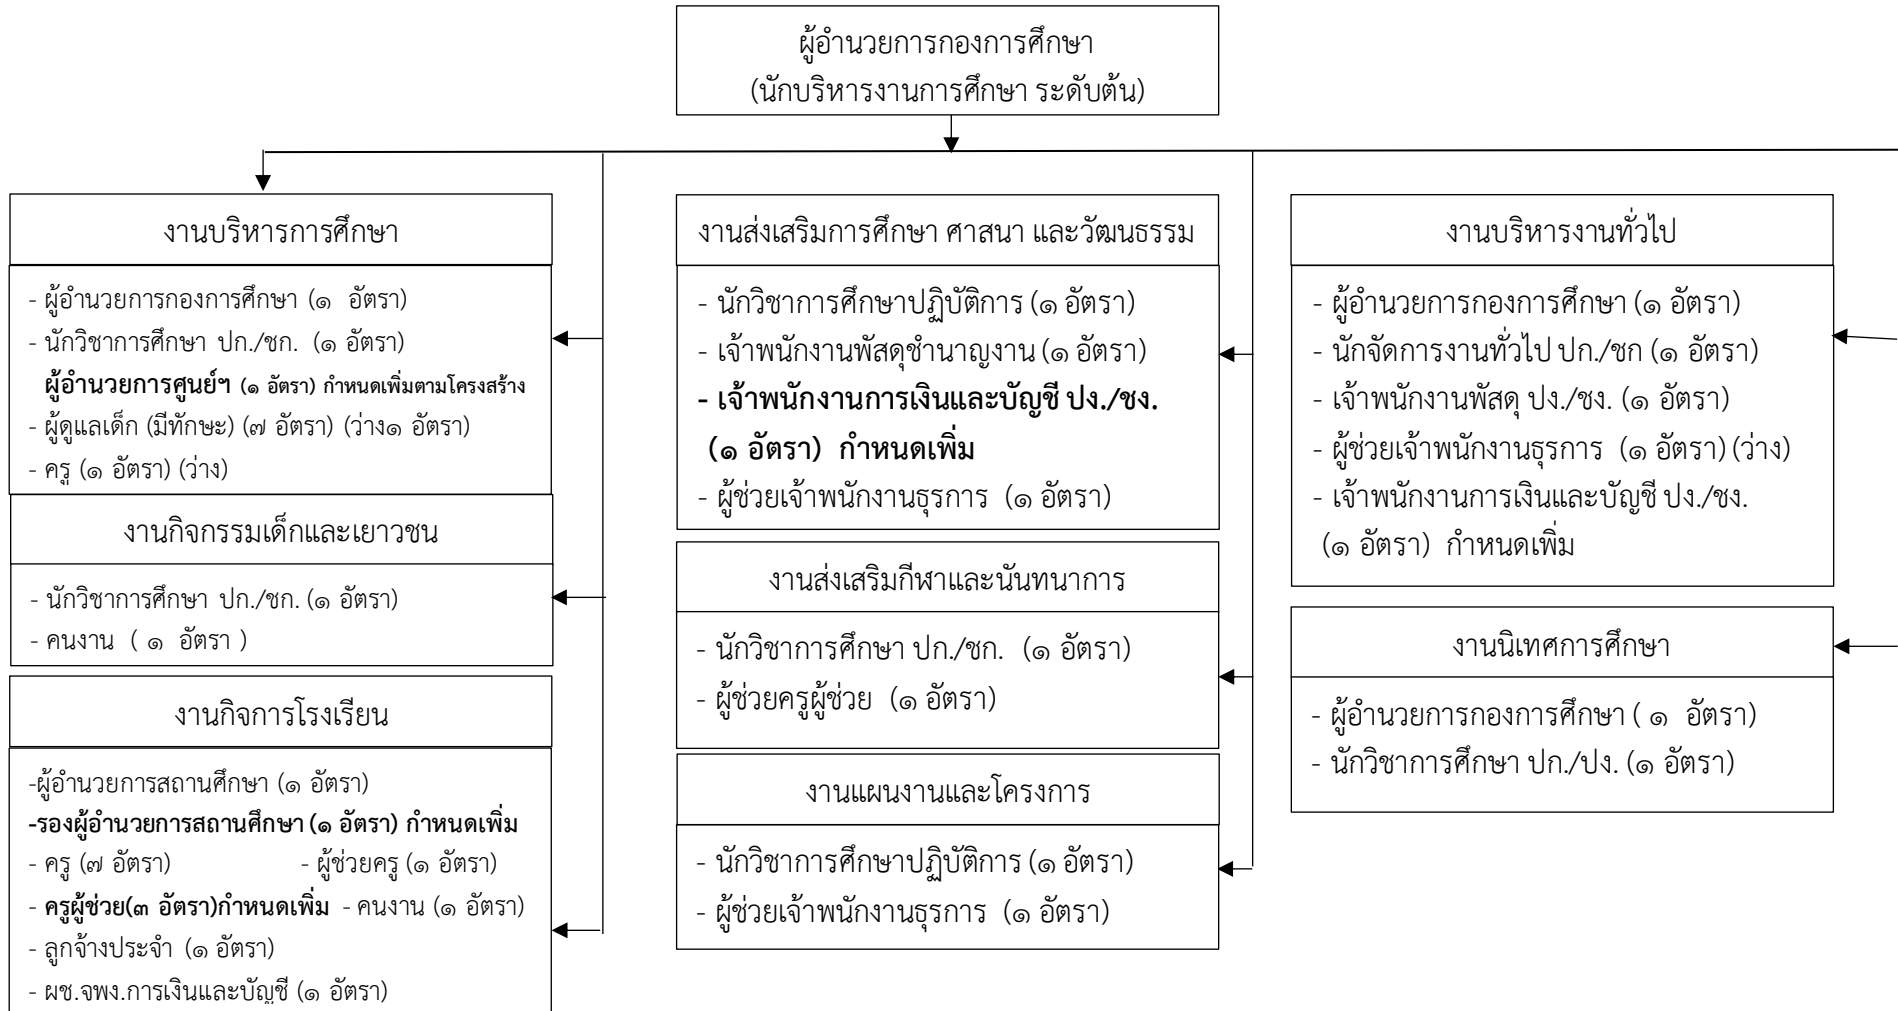 ผู้อำนวยการกองการศึกษา
(นักบริหารงานการศึกษา ระดับต้น)
งานบริหารการศึกษา
- ผู้อำนวยการกองการศึกษา (๑ อัตรา)
- นักวิชาการศึกษา ปก./ชก. (๑ อัตรา)
ผู้อำนวยการศูนย์ฯ (๑ อัตรา) กำหนดเพิ่มตามโครงสร้าง
- ผู้ดูแลเด็ก (มีทักษะ) (๗ อัตรา) (ว่าง๑ อัตรา)
- ครู (๑ อัตรา) (ว่าง)
งานกิจกรรมเด็กและเยาวชน
- นักวิชาการศึกษา ปก./ชก. (๑ อัตรา)
- คนงาน ( ๑ อัตรา )
งานกิจการโรงเรียน
-ผู้อำนวยการสถานศึกษา (๑ อัตรา)
-รองผู้อำนวยการสถานศึกษา (๑ อัตรา) กำหนดเพิ่ม
- ครู (๗ อัตรา) - ผู้ช่วยครู (๑ อัตรา)
- ครูผู้ช่วย(๓ อัตรา)กำหนดเพิ่ม - คนงาน (๑ อัตรา)
- ลูกจ้างประจำ (๑ อัตรา)
- ผช.จพง.การเงินและบัญชี (๑ อัตรา)
งานส่งเสริมการศึกษา ศาสนา และวัฒนธรรม
- นักวิชาการศึกษาปฏิบัติการ (๑ อัตรา)
- เจ้าพนักงานพัสดุชำนาญงาน (๑ อัตรา)
- เจ้าพนักงานการเงินและบัญชี ปง./ชง.
(๑ อัตรา) กำหนดเพิ่ม
- ผู้ช่วยเจ้าพนักงานธุรการ (๑ อัตรา)
งานส่งเสริมกีฬาและนันทนาการ
- นักวิชาการศึกษา ปก./ชก. (๑ อัตรา)
- ผู้ช่วยครูผู้ช่วย (๑ อัตรา)
งานแผนงานและโครงการ
- นักวิชาการศึกษาปฏิบัติการ (๑ อัตรา)
- ผู้ช่วยเจ้าพนักงานธุรการ (๑ อัตรา)
งานบริหารงานทั่วไป
- ผู้อำนวยการกองการศึกษา (๑ อัตรา)
- นักจัดการงานทั่วไป ปก./ชก (๑ อัตรา)
- เจ้าพนักงานพัสดุ ปง./ชง. (๑ อัตรา)
- ผู้ช่วยเจ้าพนักงานธุรการ (๑ อัตรา) (ว่าง)
- เจ้าพนักงานการเงินและบัญชี ปง./ชง.
(๑ อัตรา) กำหนดเพิ่ม
งานนิเทศการศึกษา
- ผู้อำนวยการกองการศึกษา ( ๑ อัตรา)
- นักวิชาการศึกษา ปก./ปง. (๑ อัตรา)